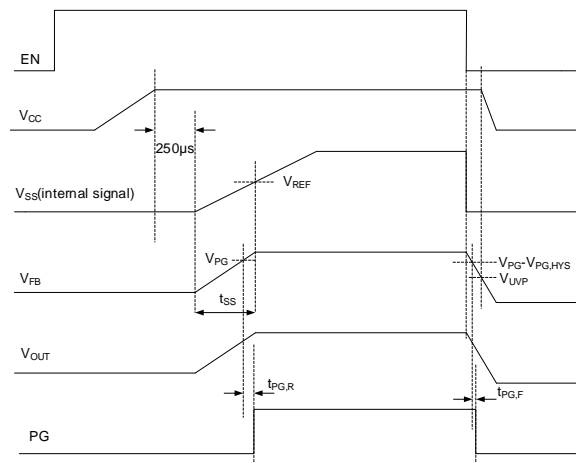 EN
VCC
250μs
VSS(internal signal)
VREF
VPG
VPG-VPG,HYS
VFB
VUVP
tSS
VOUT
tPG,R
tPG,F
PG